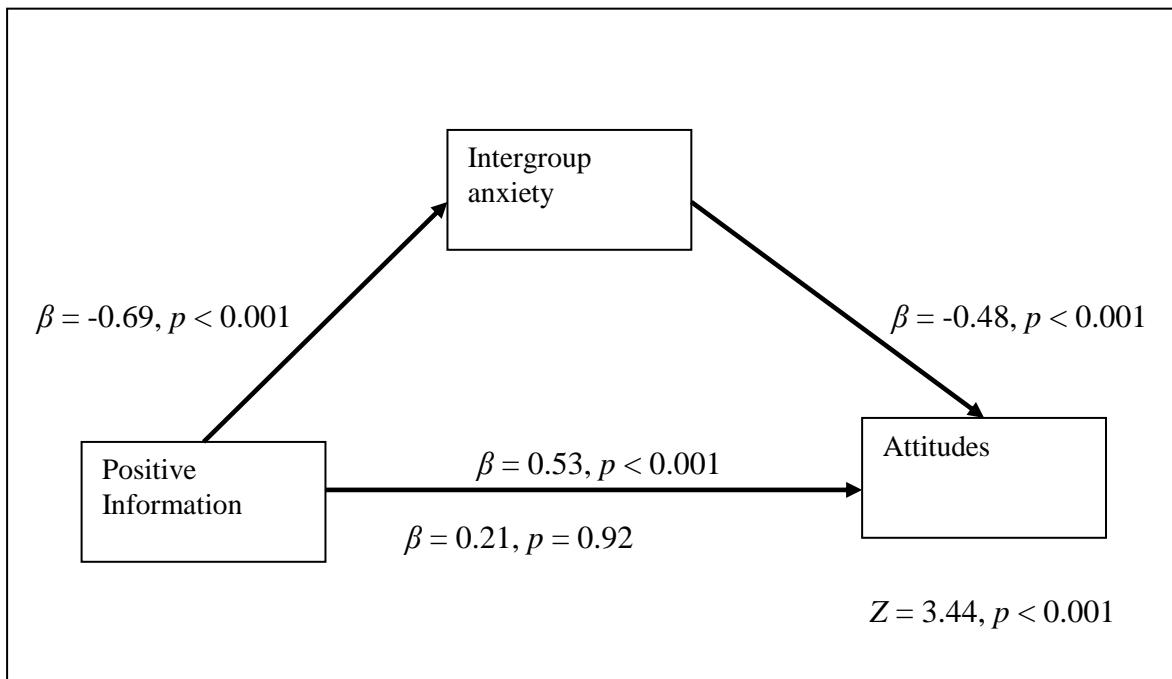 Intergroup
anxiety
β = -0.69, p < 0.001
β = -0.48, p < 0.001
Positive
Information
β = 0.53, p < 0.001
Attitudes
β = 0.21, p = 0.92
Z = 3.44, p < 0.001